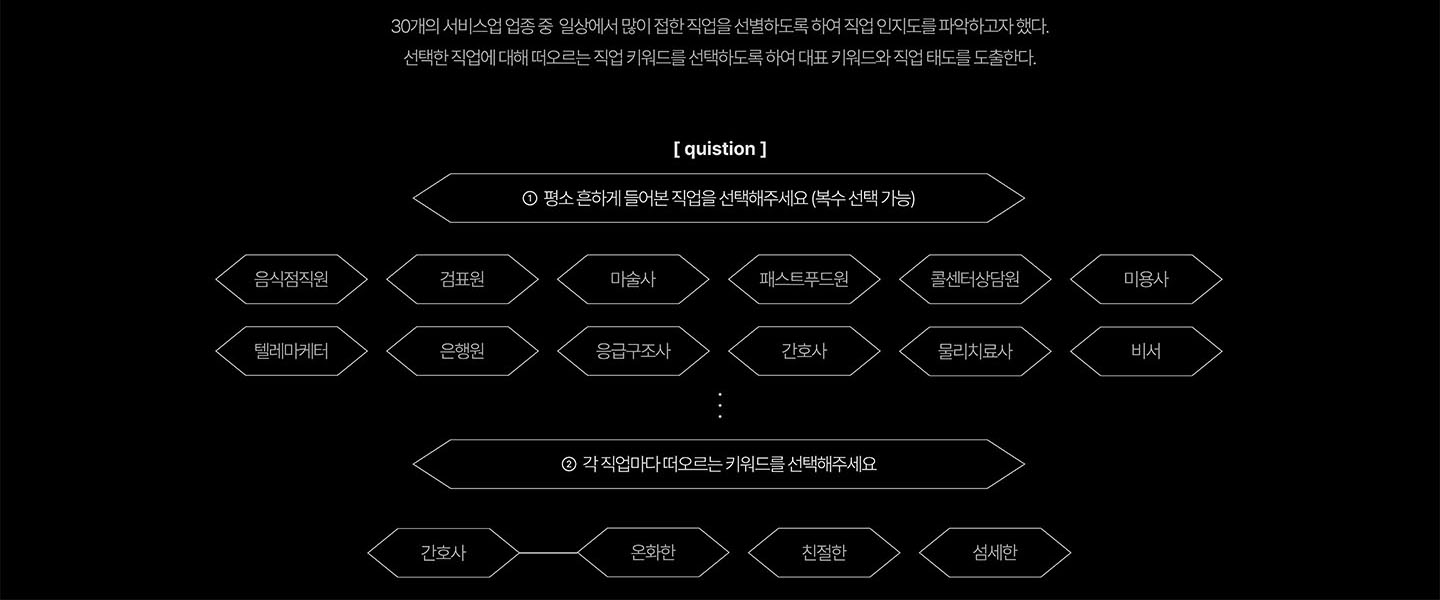 30개의 서비스업 업종 중 일상에서 많이 접한 직업을 선별하도록 하여 직업 인지도를 파악하고자 했다.
선택한 직업에 대해 떠오르는 직업 키워드를 선택하도록 하여 대표 키워드와 직업 태도를 도출한다.
[ quistion ]
① 평소 흔하게 들어본 직업을 선택해주세요 (복수 선택 가능)
음식점직원 검표원 마술사 패스트푸드원 콜센터상담원 미용사
텔레마케터 은행원 응급구조사 간호사 물리치료사 비서
② 각 직업마다 떠오르는 키워드를 선택해주세요
간호사 온화한 친절한 섬세한